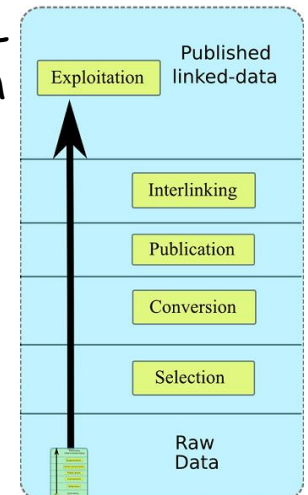 Published
linked-data
Exploitation
Interlinking
Publication
Conversion
Selection
Raw
Data